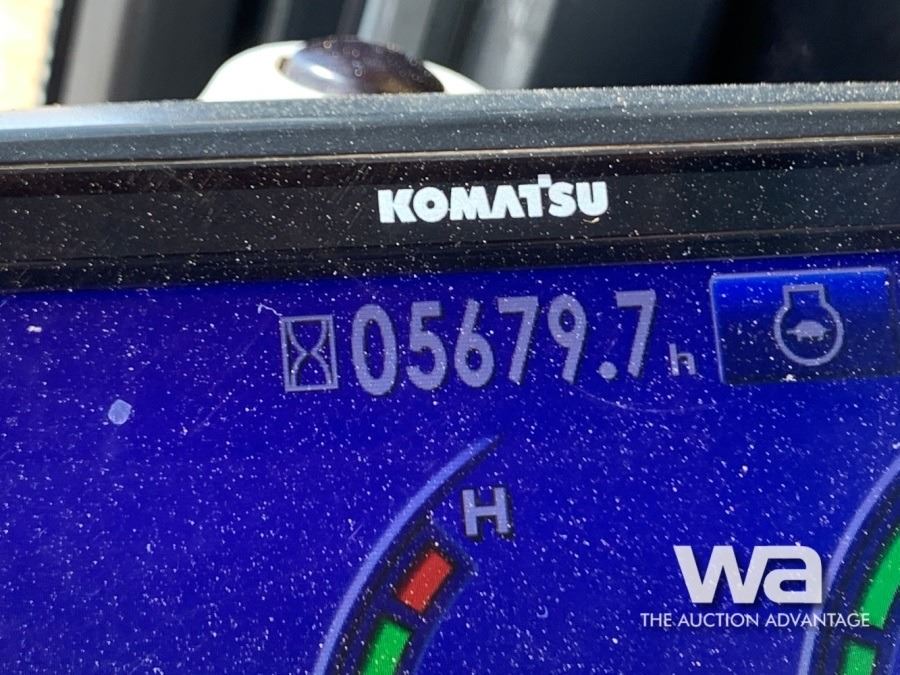 KOMATSU
05679.7 h
H
wa
THE AUCTION ADVANTAGE